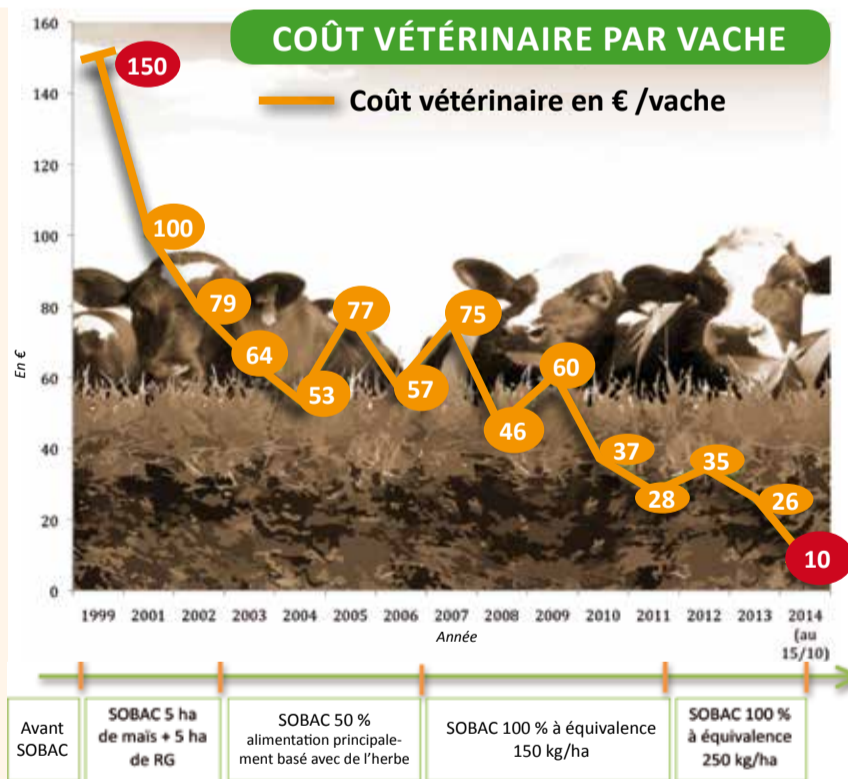 COÛT VÉTÉRINAIRE PAR VACHE
Coût vétérinaire en € /vache
160
140
120
100
80
60
40
20
0
En €
150
100
79
64
53
77
57
75
46
60
37
28
35
26
10
1999 2001 2002 2003 2004 2005 2006 2007 2008 2009 2010 2011 2012 2013 2014
(au
15/10)
Année
Avant
SOBAC
SOBAC 5 ha
de maïs + 5 ha
de RG
SOBAC 50 %
alimentation principale-
ment basé avec de l'herbe
SOBAC 100 % à équivalence
150 kg/ha
SOBAC 100 %
à équivalence
250 kg/ha